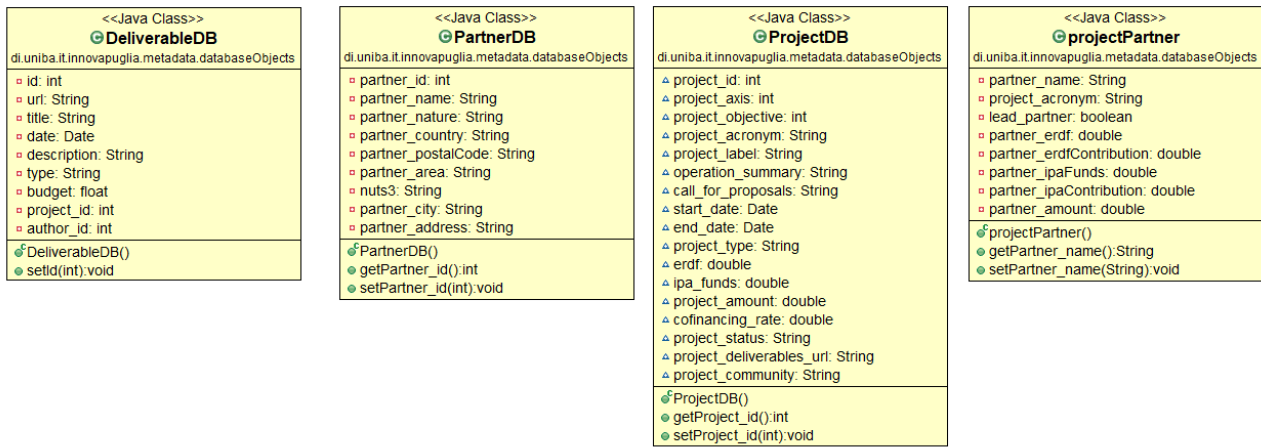 <<Java Class>>
DeliverableDB
di.uniba.it.innovapuglia.metadata.databaseObjects
id: int
url: String
title: String
date: Date
description: String
type: String
budget: float
project_id: int
author_id: int
DeliverableDB()
setId(int):void
<<Java Class>>
PartnerDB
di.uniba.it.innovapuglia.metadata.databaseObjects
partner_id: int
partner_name: String
partner_nature: String
partner_country: String
partner_postalCode: String
partner_area: String
nuts3: String
partner_city: String
partner_address: String
PartnerDB()
getPartner_id():int
setPartner_id(int):void
<<Java Class>>
ProjectDB
di.uniba.it.innovapuglia.metadata.databaseObjects
project_id: int
project_axis: int
project_objective: int
project_acronym: String
project_label: String
operation_summary: String
call_for_proposals: String
start_date: Date
end_date: Date
project_type: String
erdf: double
ipa_funds: double
project_amount: double
cofinancing_rate: double
project_status: String
project_deliverables_url: String
project_community: String
ProjectDB()
getProject_id():int
setProject_id(int):void
<<Java Class>>
projectPartner
di.uniba.it.innovapuglia.metadata.databaseObjects
partner_name: String
project_acronym: String
lead_partner: boolean
partner_erdf: double
partner_erdfContribution: double
partner_ipaFunds: double
partner_ipaContribution: double
partner_amount: double
projectPartner()
getPartner_name():String
setPartner_name(String):void